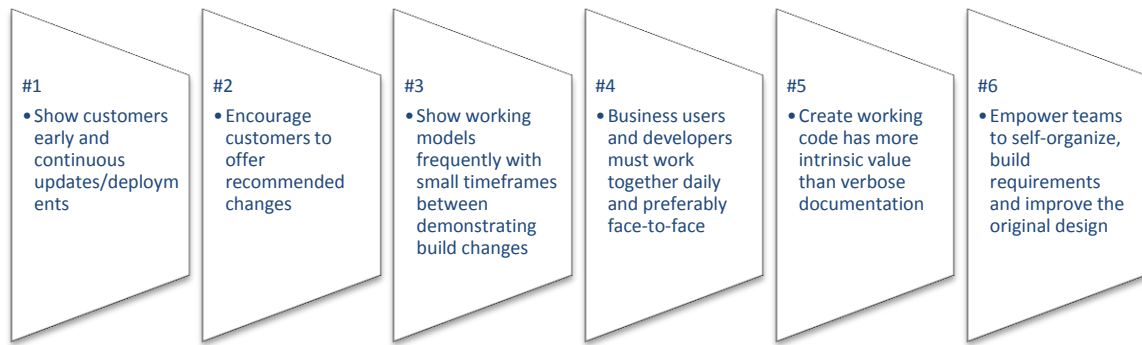 #1
• Show customers
early and
continuous
updates/deploym
ents
#2
• Encourage
customers to
offer
recommended
changes
#3
• Show working
models
frequently with
small timeframes
between
demonstrating
build changes
#4
• Business users
and developers
must work
together daily
and preferably
face-to-face
#5
• Create working
code has more
intrinsic value
than verbose
documentation
#6
• Empower teams
to self-organize,
build
requirements
and improve the
original design